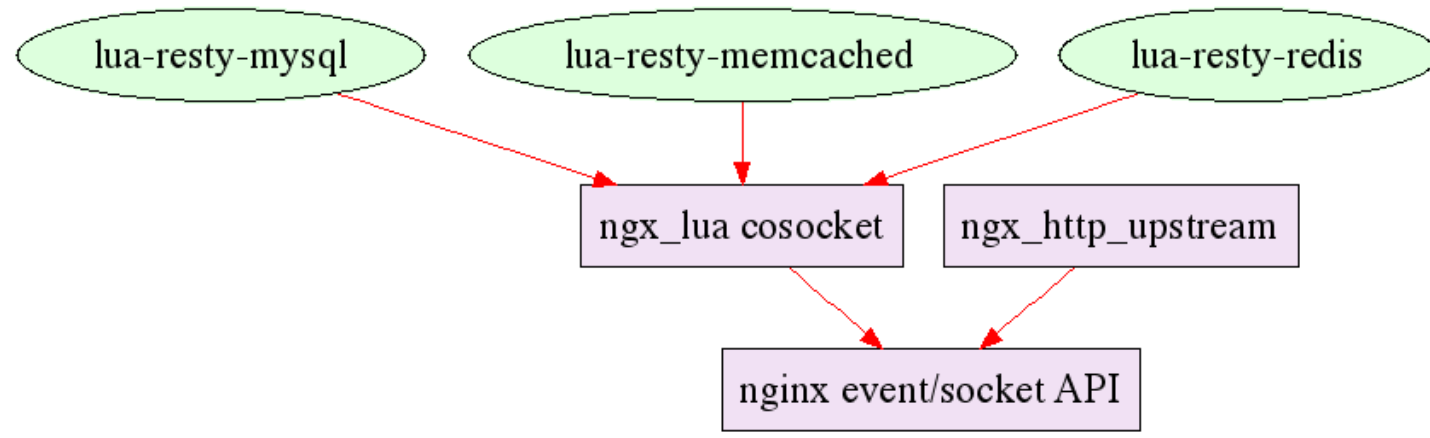 lua-resty-mysql
lua-resty-memcached
lua-resty-redis
ngx_lua cosocket
ngx_http_upstream
nginx event/socket API